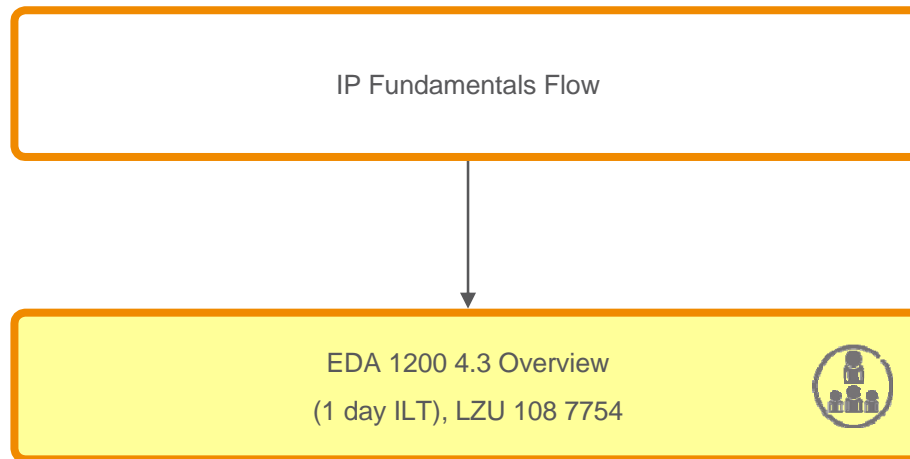 IP Fundamentals Flow
EDA 1200 4.3 Overview
(1 day ILT), LZU 108 7754